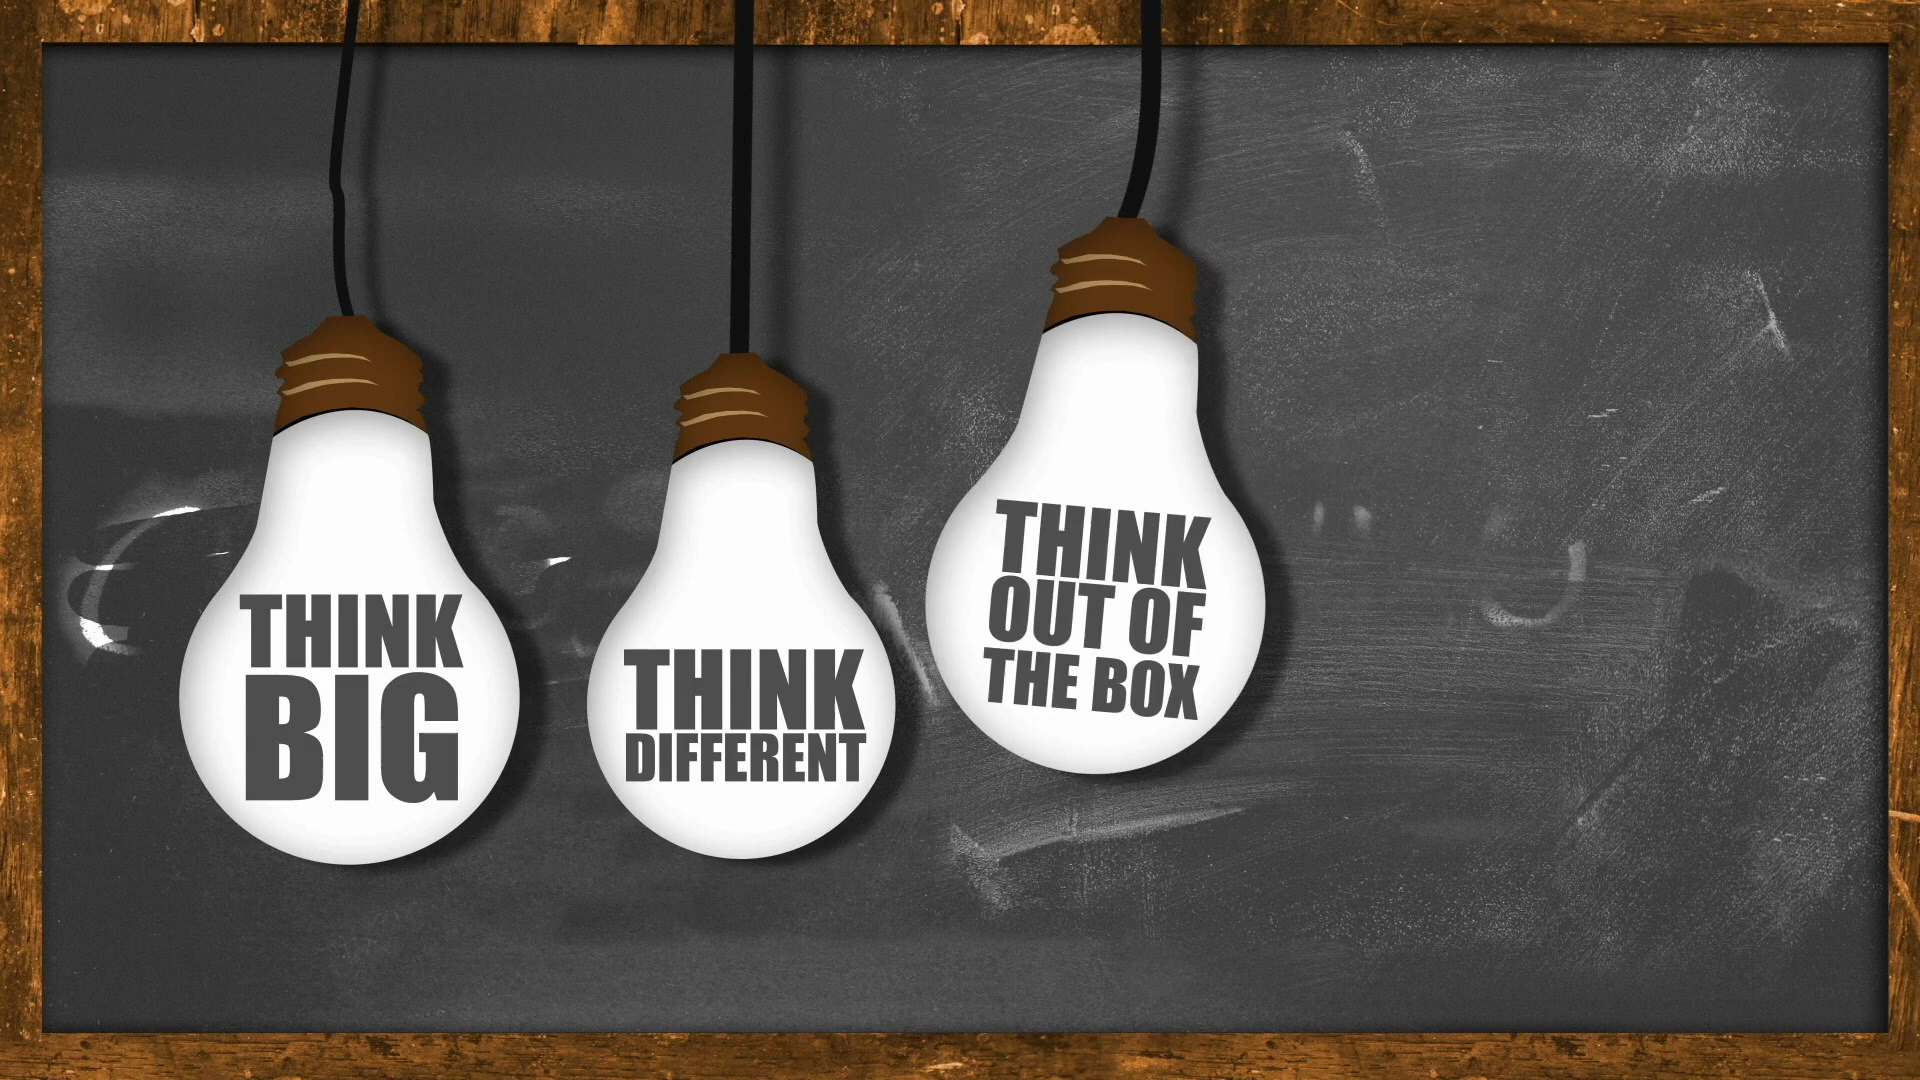 THINK
BIG
THINK
DIFFERENT
THINK
OUT OF
THE BOX